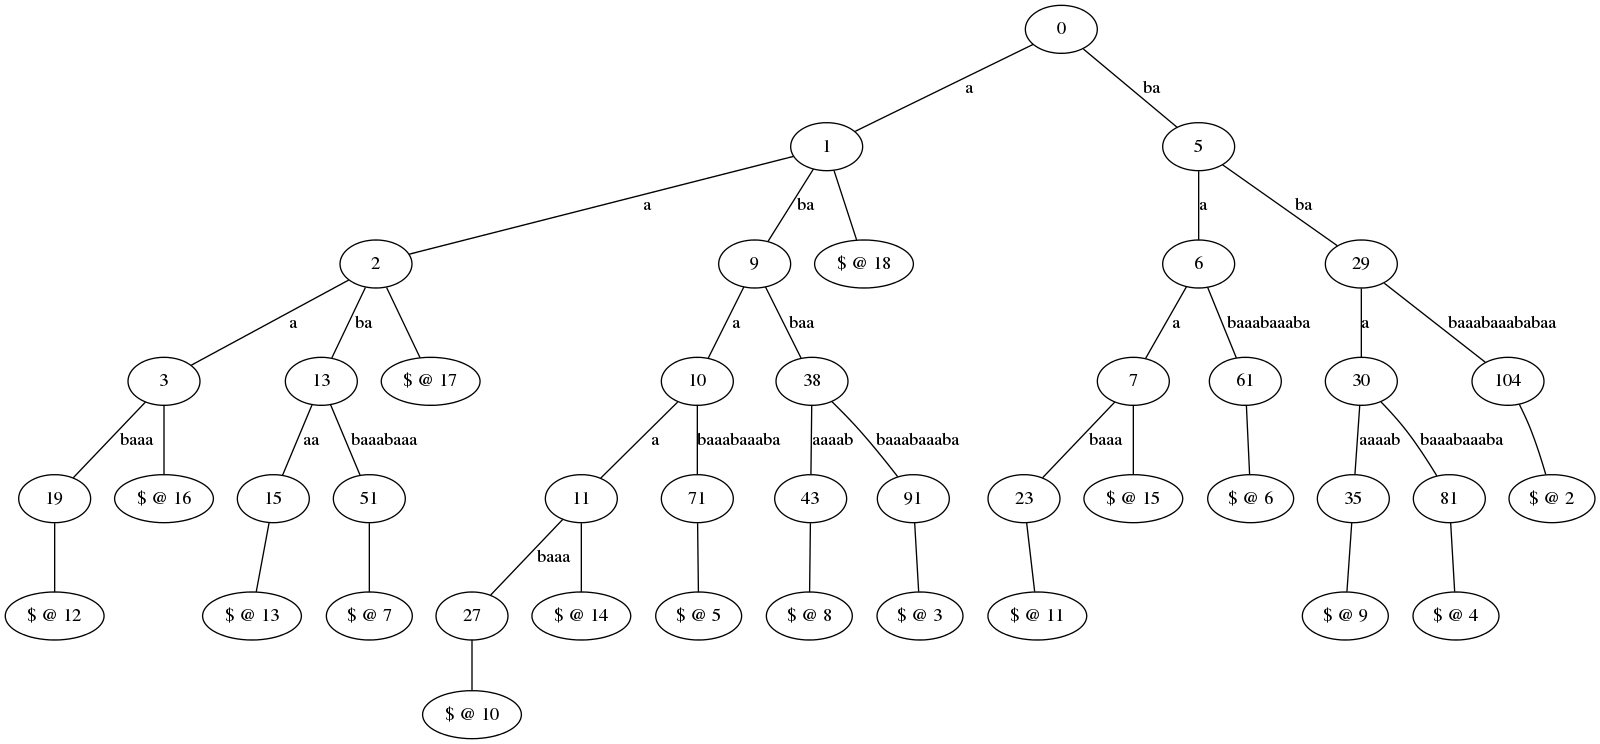 0
a
ba
1
5
a
ba
a
ba
2
9
$ @ 18
6
29
a
ba
a
baa
a
baaabaaaba
a
baaabaaababaa
3
13
$ @ 17
10
38
7
61
30
104
baaa
aa
baaabaaa
a
baaabaaaba
aaaab
baaabaaaba
baaa
aaaab
baaabaaaba
19
$ @ 16
15
51
11
71
43
91
23
$ @ 15
$ @ 6
35
81
$ @ 2
baaa
$ @ 12
$ @ 13
$ @ 7
27
$ @ 14
$ @ 5
$ @ 8
$ @ 3
$ @ 11
$ @ 9
$ @ 4
$ @ 10